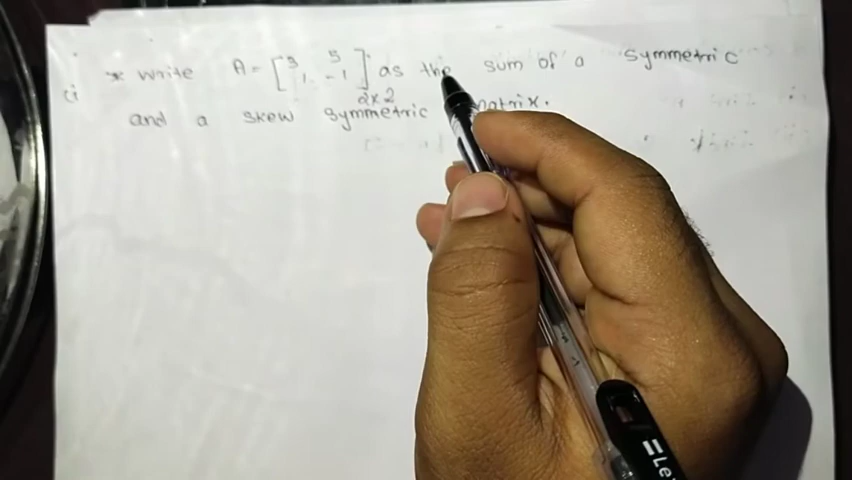 * write A = [ 3 5 1 -1 ] 2x2 as the sum of a symmetric
and a skew symmetric matrix.